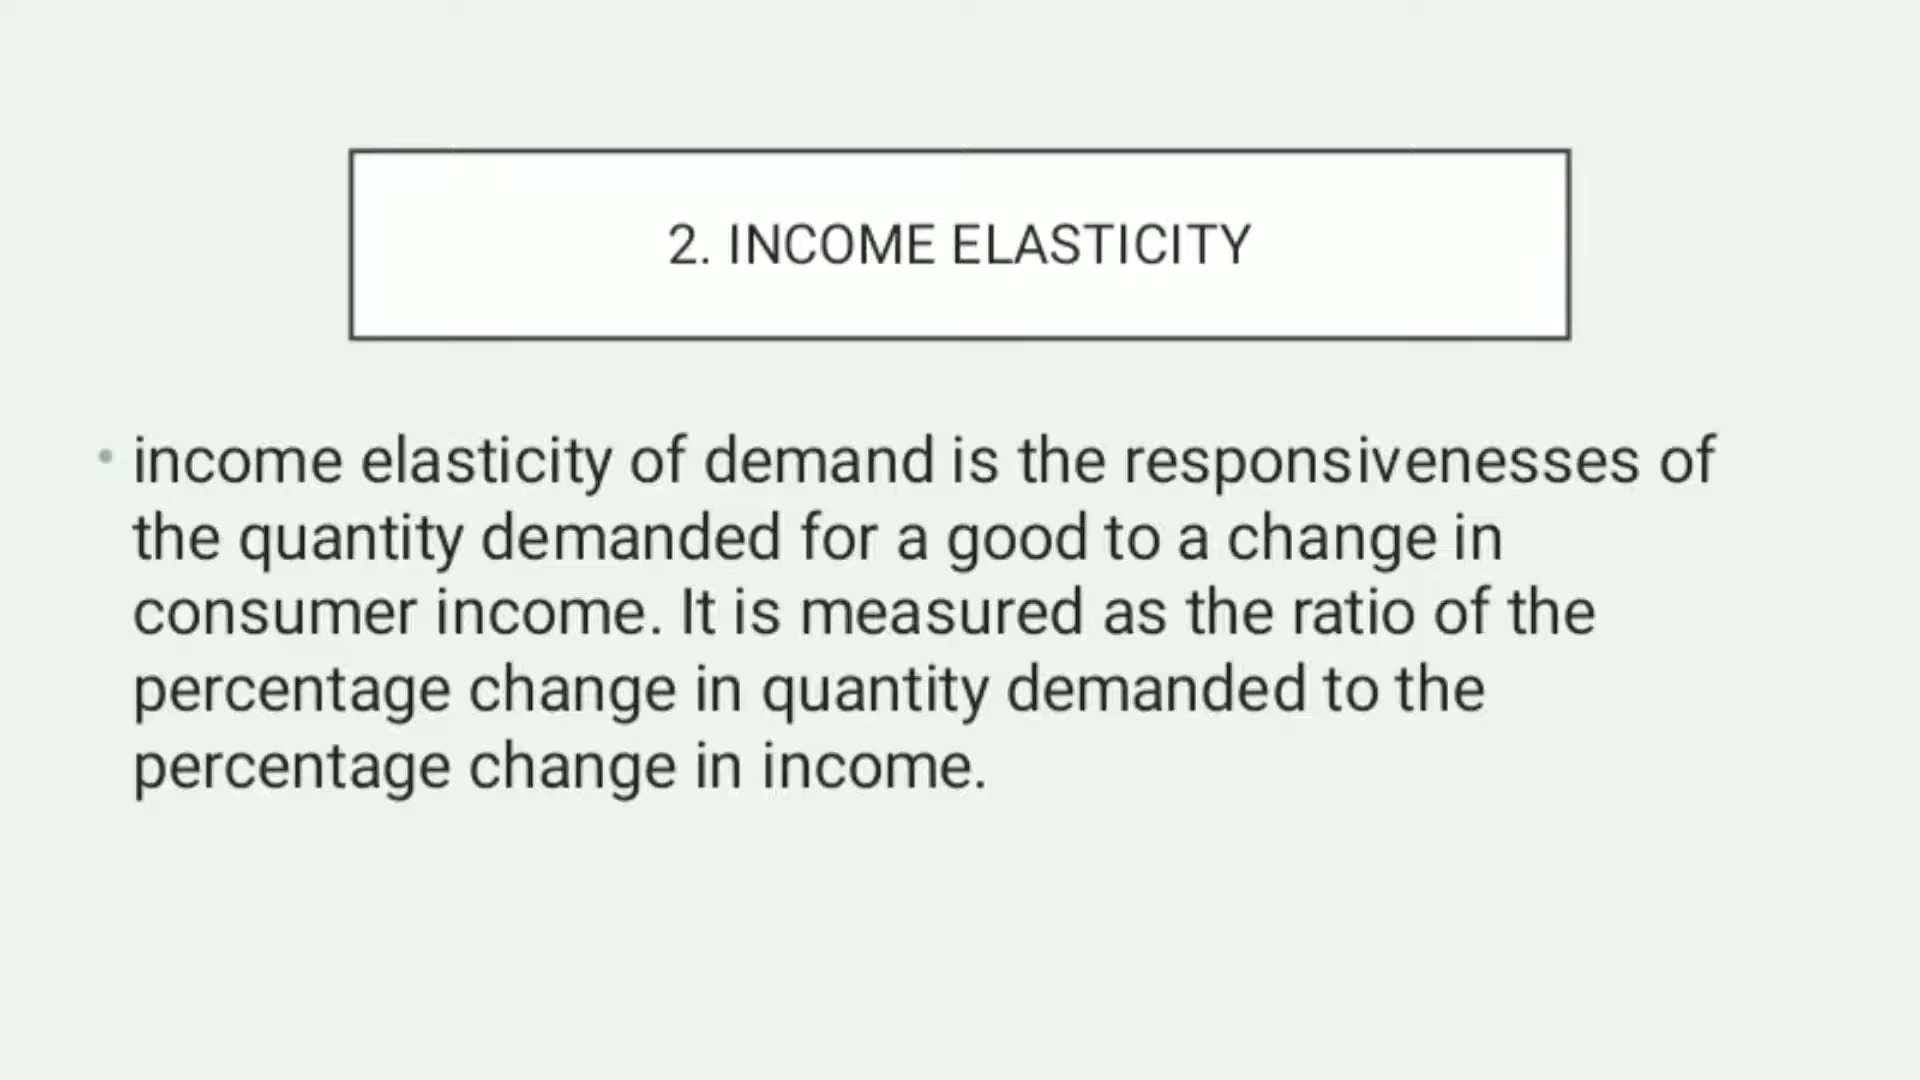 2. INCOME ELASTICITY
• income elasticity of demand is the responsivenesses of
the quantity demanded for a good to a change in
consumer income. It is measured as the ratio of the
percentage change in quantity demanded to the
percentage change in income.